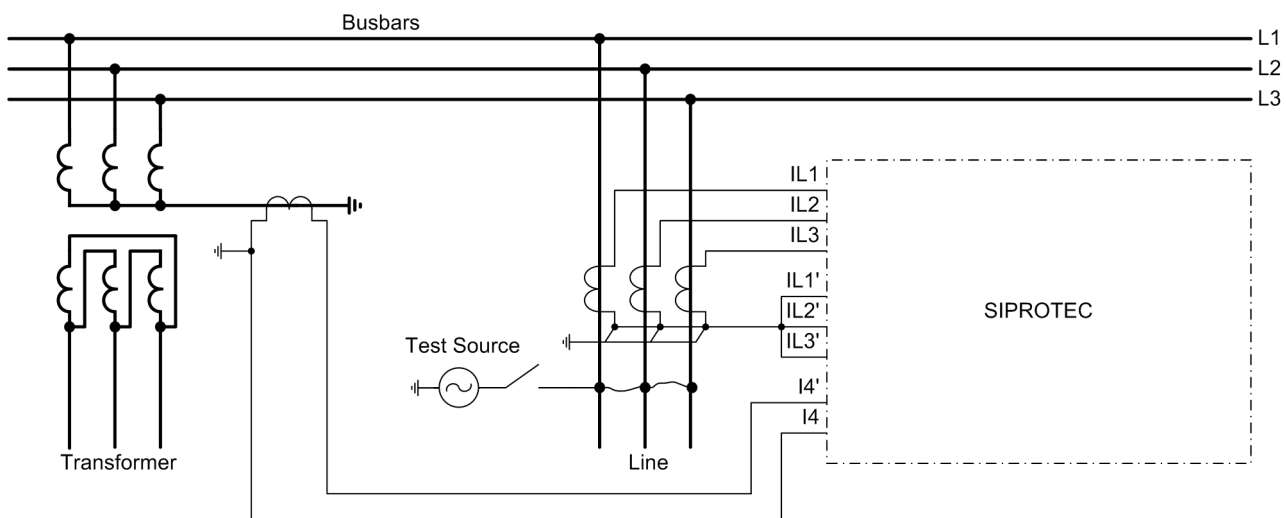 Busbars
L1
L2
L3
IL1
IL2
IL3
IL1'
IL2'
IL3'
SIPROTEC
Test Source
I4'
I4
Transformer
Line